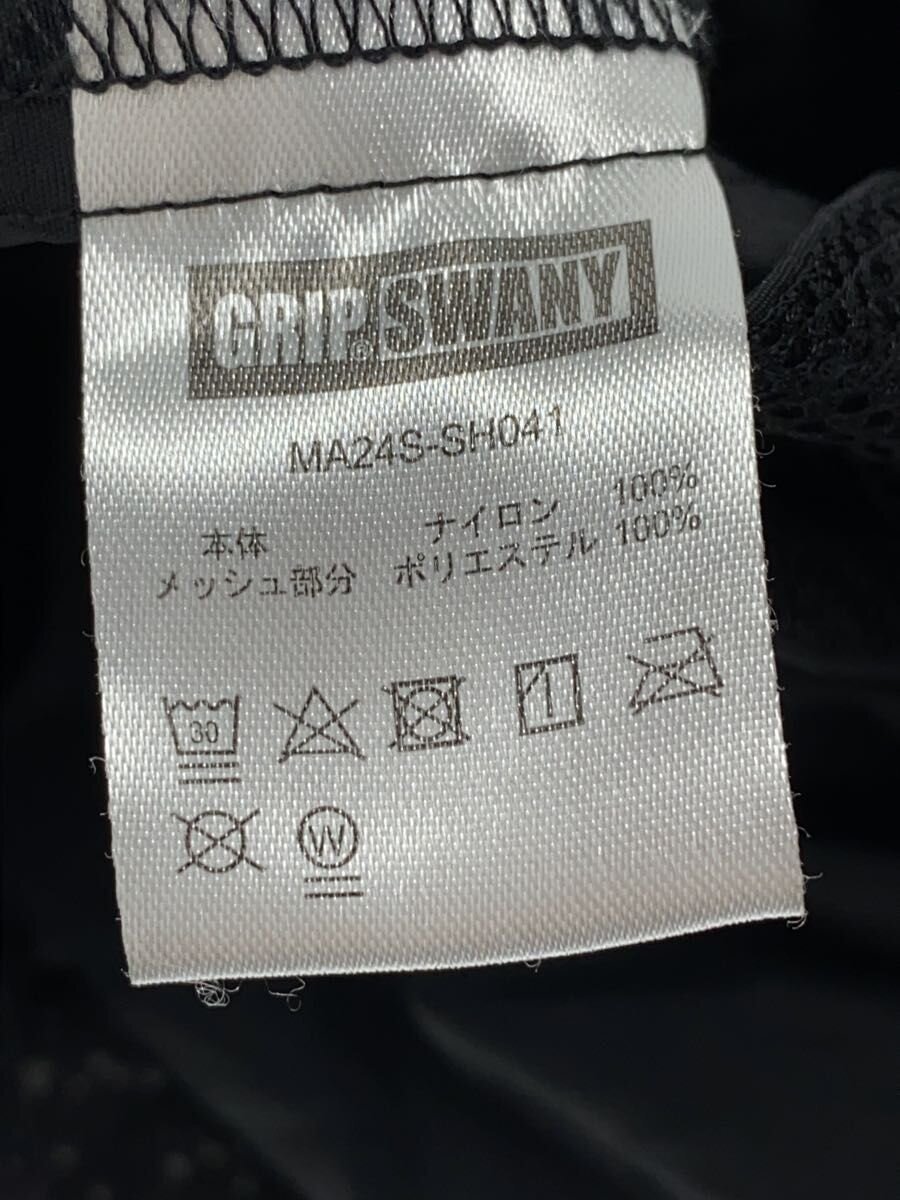 GRIP® SWANY
MA24S-SH041
本体 ナイロン 100%
メッシュ部分 ポリエステル 100%
30
W